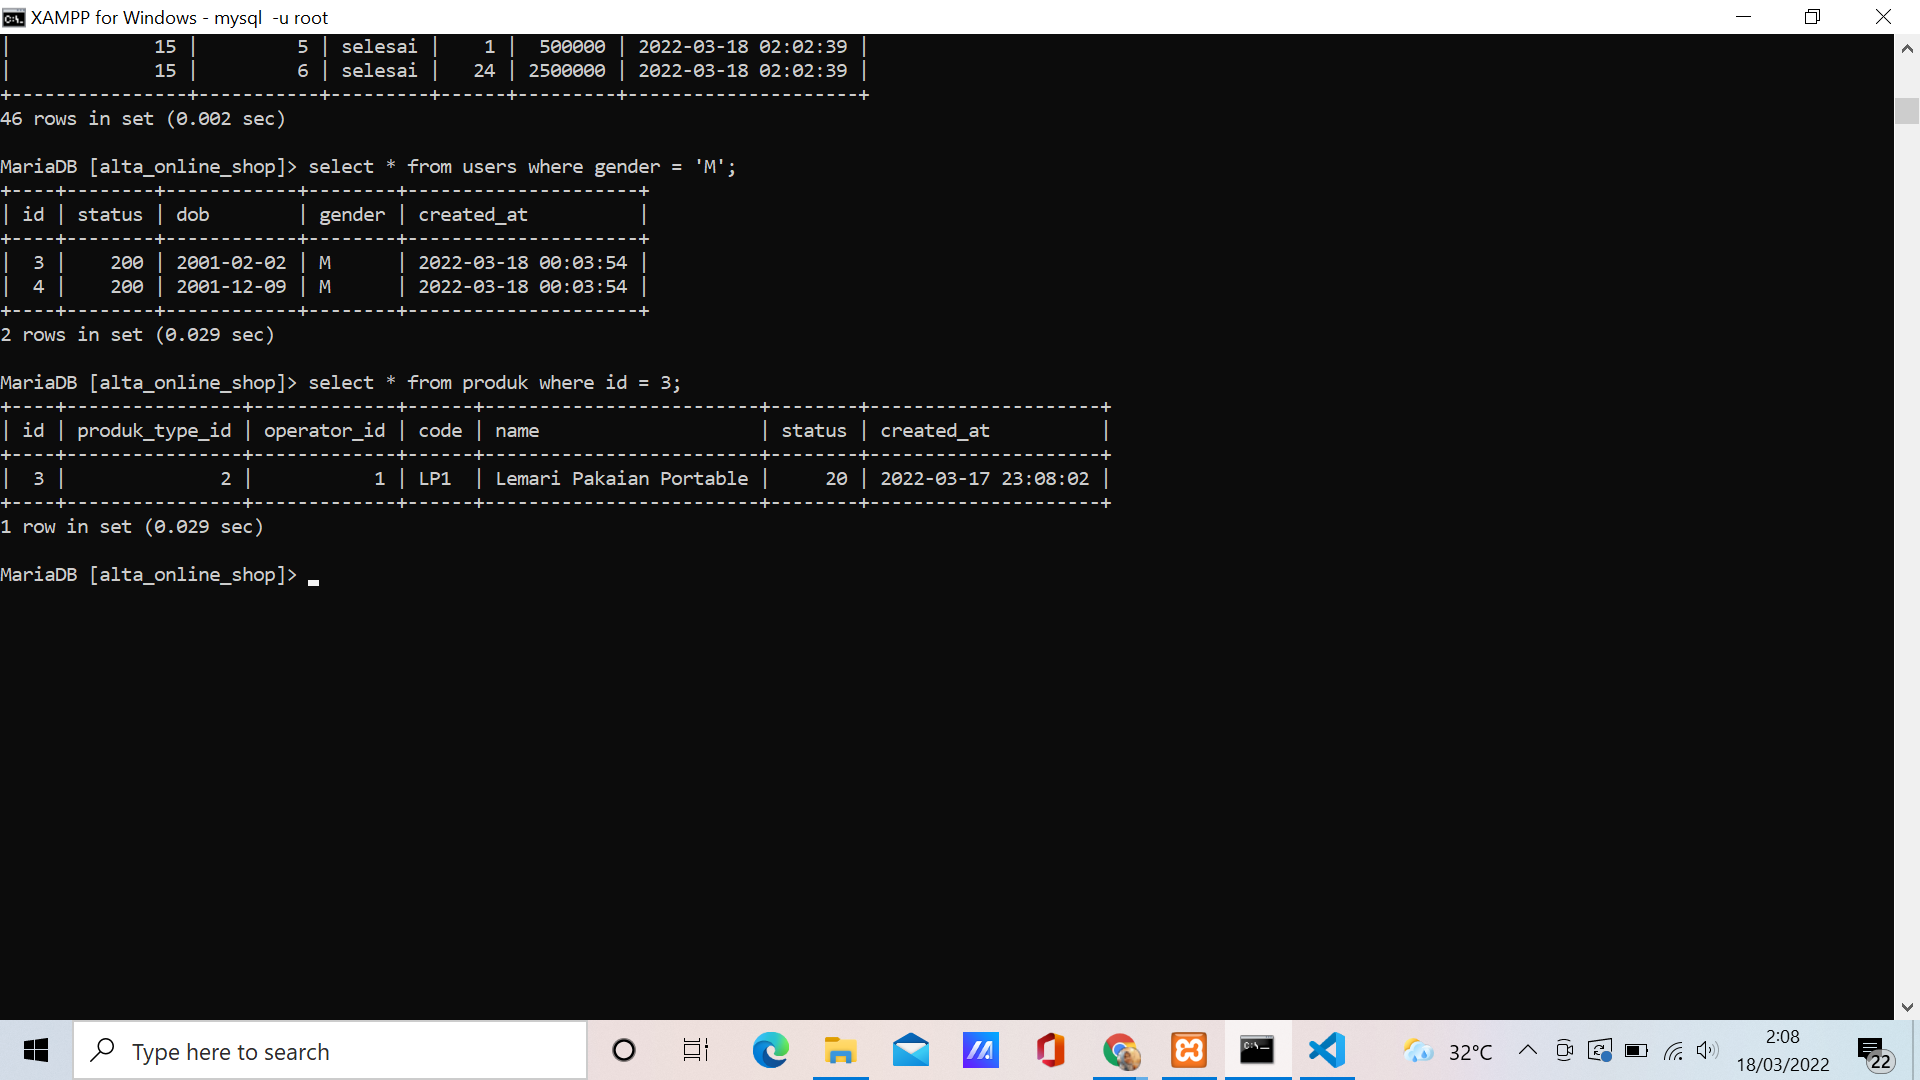 XAMPP for Windows - mysql  -u root
|             15 |         5 | selesai |    1 |  500000 | 2022-03-18 02:02:39 |
|             15 |         6 | selesai |   24 | 2500000 | 2022-03-18 02:02:39 |
+----------------+-----------+---------+------+---------+---------------------+
46 rows in set (0.002 sec)

MariaDB [alta_online_shop]> select * from users where gender = 'M';
+----+--------+------------+--------+---------------------+
| id | status | dob        | gender | created_at          |
+----+--------+------------+--------+---------------------+
|  3 |    200 | 2001-02-02 | M      | 2022-03-18 00:03:54 |
|  4 |    200 | 2001-12-09 | M      | 2022-03-18 00:03:54 |
+----+--------+------------+--------+---------------------+
2 rows in set (0.029 sec)

MariaDB [alta_online_shop]> select * from produk where id = 3;
+----+----------------+-------------+------+-------------------------+--------+---------------------+
| id | produk_type_id | operator_id | code | name                    | status | created_at          |
+----+----------------+-------------+------+-------------------------+--------+---------------------+
|  3 |              2 |           1 | LP1  | Lemari Pakaian Portable |     20 | 2022-03-17 23:08:02 |
+----+----------------+-------------+------+-------------------------+--------+---------------------+
1 row in set (0.029 sec)

MariaDB [alta_online_shop]> _
Type here to search
32°C
2:08
18/03/2022
22